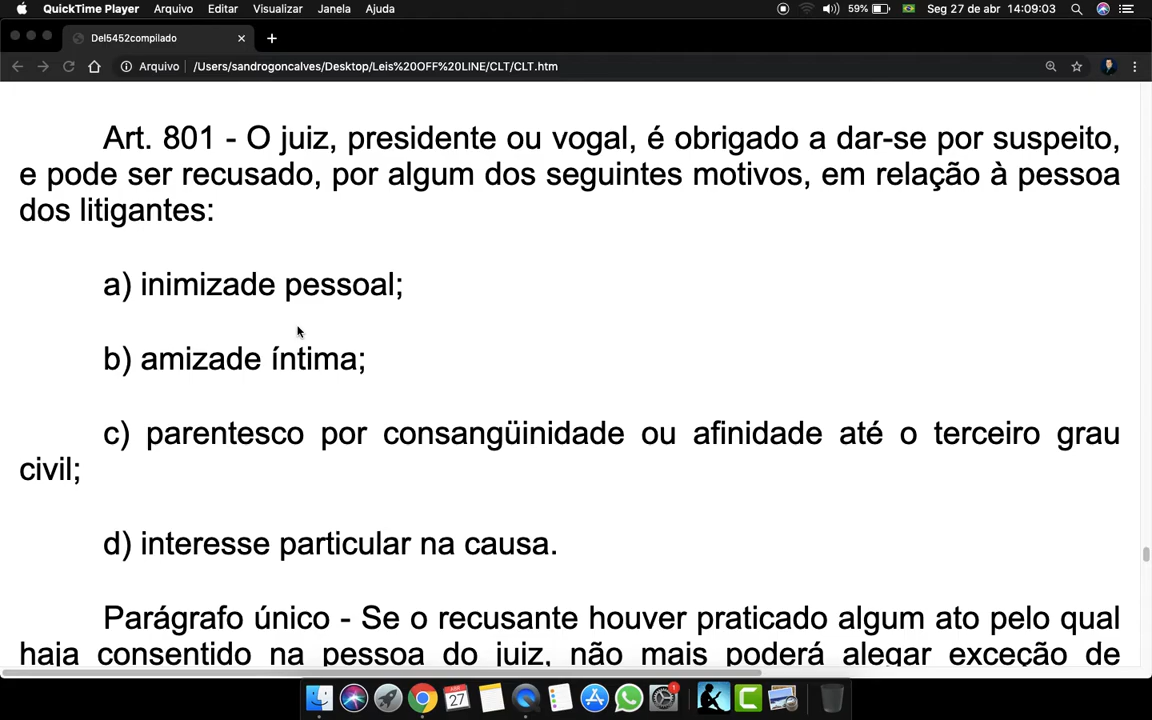 QuickTime Player Arquivo Editar Visualizar Janela Ajuda 59% Seg 27 de abr 14:09:03
Del5452compilado
Arquivo /Users/sandrogoncalves/Desktop/Leis%20OFF%20LINE/CLT/CLT.htm
Art. 801 - O juiz, presidente ou vogal, é obrigado a dar-se por suspeito,
e pode ser recusado, por algum dos seguintes motivos, em relação à pessoa
dos litigantes:
a) inimizade pessoal;
b) amizade íntima;
c) parentesco por consangüinidade ou afinidade até o terceiro grau
civil;
d) interesse particular na causa.
Parágrafo único - Se o recusante houver praticado algum ato pelo qual
haja consentido na pessoa do juiz, não mais poderá alegar exceção de
ABR
27
1